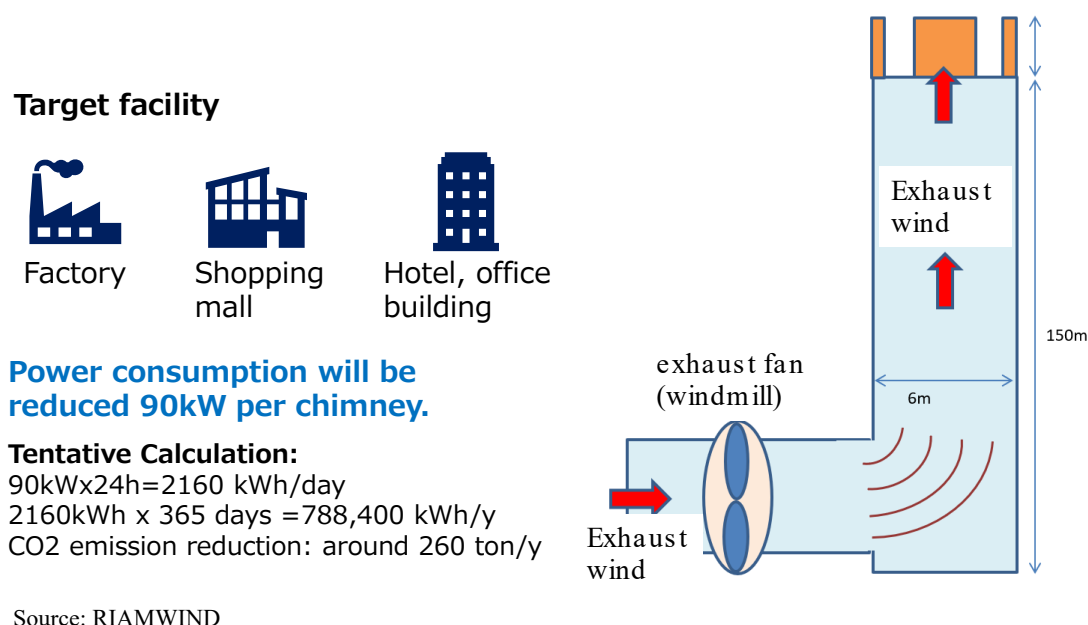 Target facility
Factory
Shopping
mall
Hotel, office
building
Power consumption will be
reduced 90kW per chimney.
Tentative Calculation:
90kWx24h=2160 kWh/day
2160kWh x 365 days =788,400 kWh/y
CO2 emission reduction: around 260 ton/y
Source: RIAMWIND
Exhaust
wind
150m
6m
exhaust fan
(windmill)
Exhaust
wind